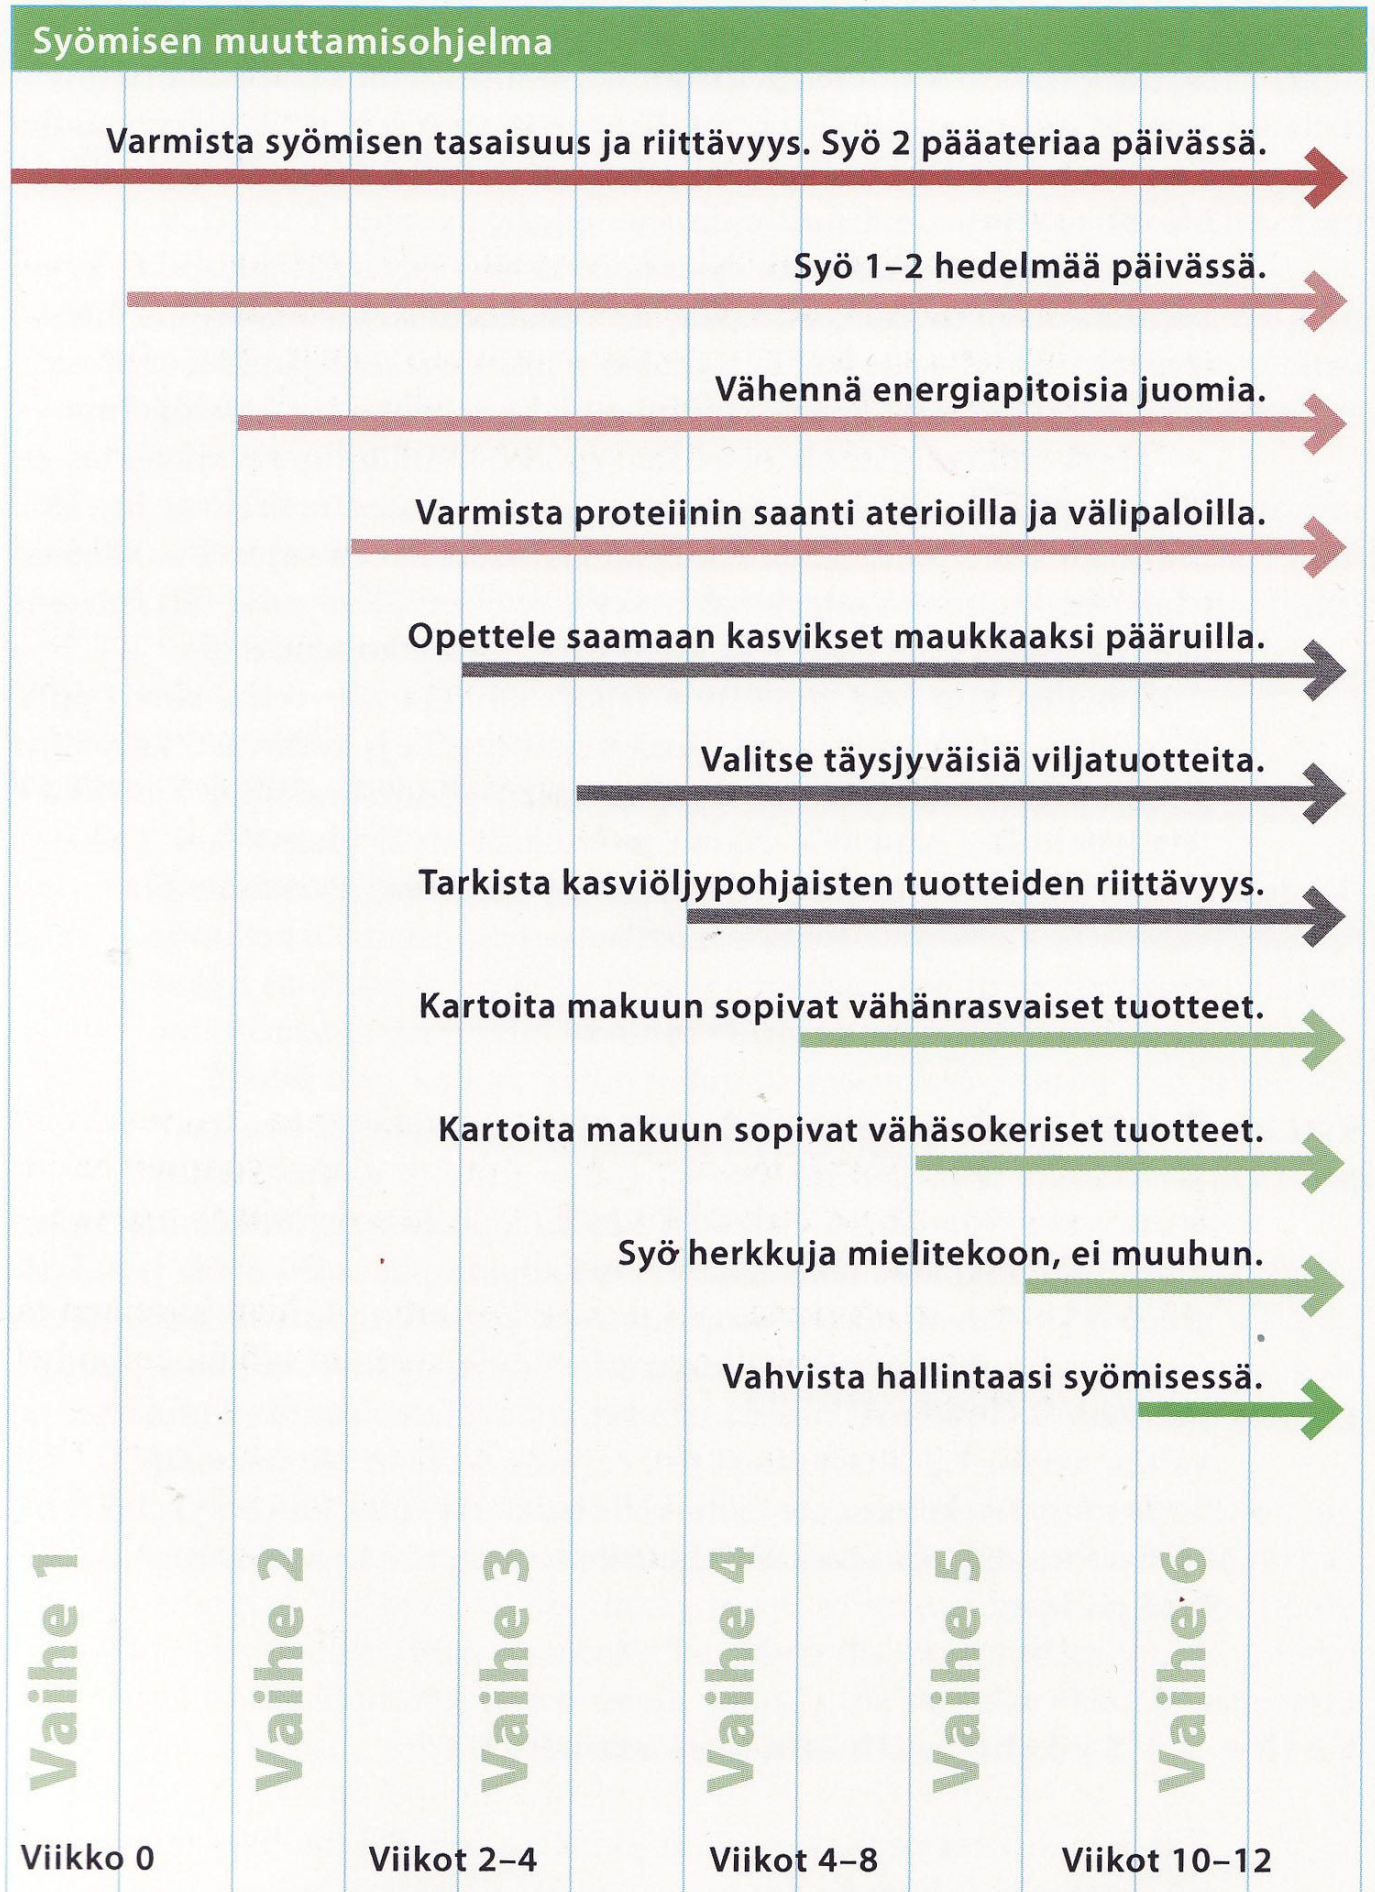 Syömisen muuttamisohjelma
Varmista syömisen tasaisuus ja riittävyys. Syö 2 pääateriaa päivässä.
Syö 1–2 hedelmää päivässä.
Vähennä energiapitoisia juomia.
Varmista proteiinin saanti aterioilla ja välipaloilla.
Opettele saamaan kasvikset maukkaaksi pääruilla.
Valitse täysjyväisiä viljatuotteita.
Tarkista kasviöljypohjaisten tuotteiden riittävyys.
Kartoita makuun sopivat vähänrasvaiset tuotteet.
Kartoita makuun sopivat vähäsokeriset tuotteet.
Syö herkkuja mielitekoon, ei muuhun.
Vahvista hallintaasi syömisessä.
Vaihe 1
Vaihe 2
Vaihe 3
Vaihe 4
Vaihe 5
Vaihe 6
Viikko 0
Viikot 2–4
Viikot 4–8
Viikot 10–12